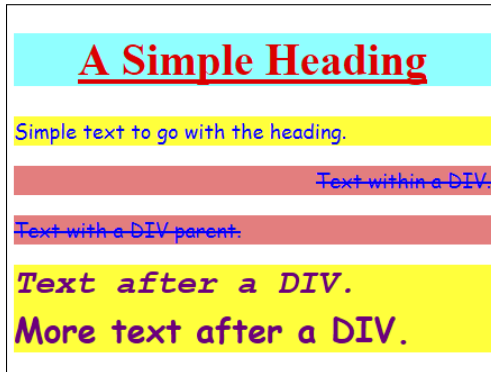 A Simple Heading
Simple text to go with the heading.
Text within a DIV.
Text with a DIV parent.
Text after a DIV.
More text after a DIV.